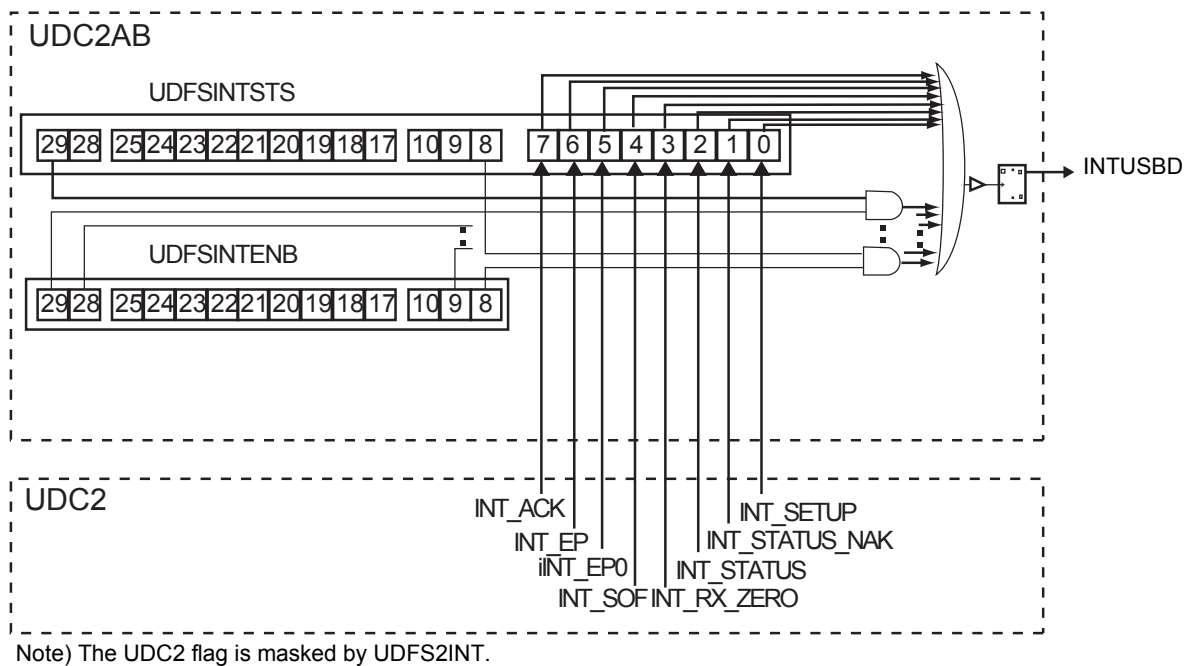 UDC2AB
UDFSINTSTS
29 28 25 24 23 22 21 20 19 18 17 10 9 8 7 6 5 4 3 2 1 0
INTUSBD
UDFSINTENB
29 28 25 24 23 22 21 20 19 18 17 10 9 8
UDC2
INT_ACK
INT_SETUP
INT_EP
INT_STATUS_NAK
iINT_EP0
INT_STATUS
INT_SOF
INT_RX_ZERO
Note) The UDC2 flag is masked by UDFS2INT.